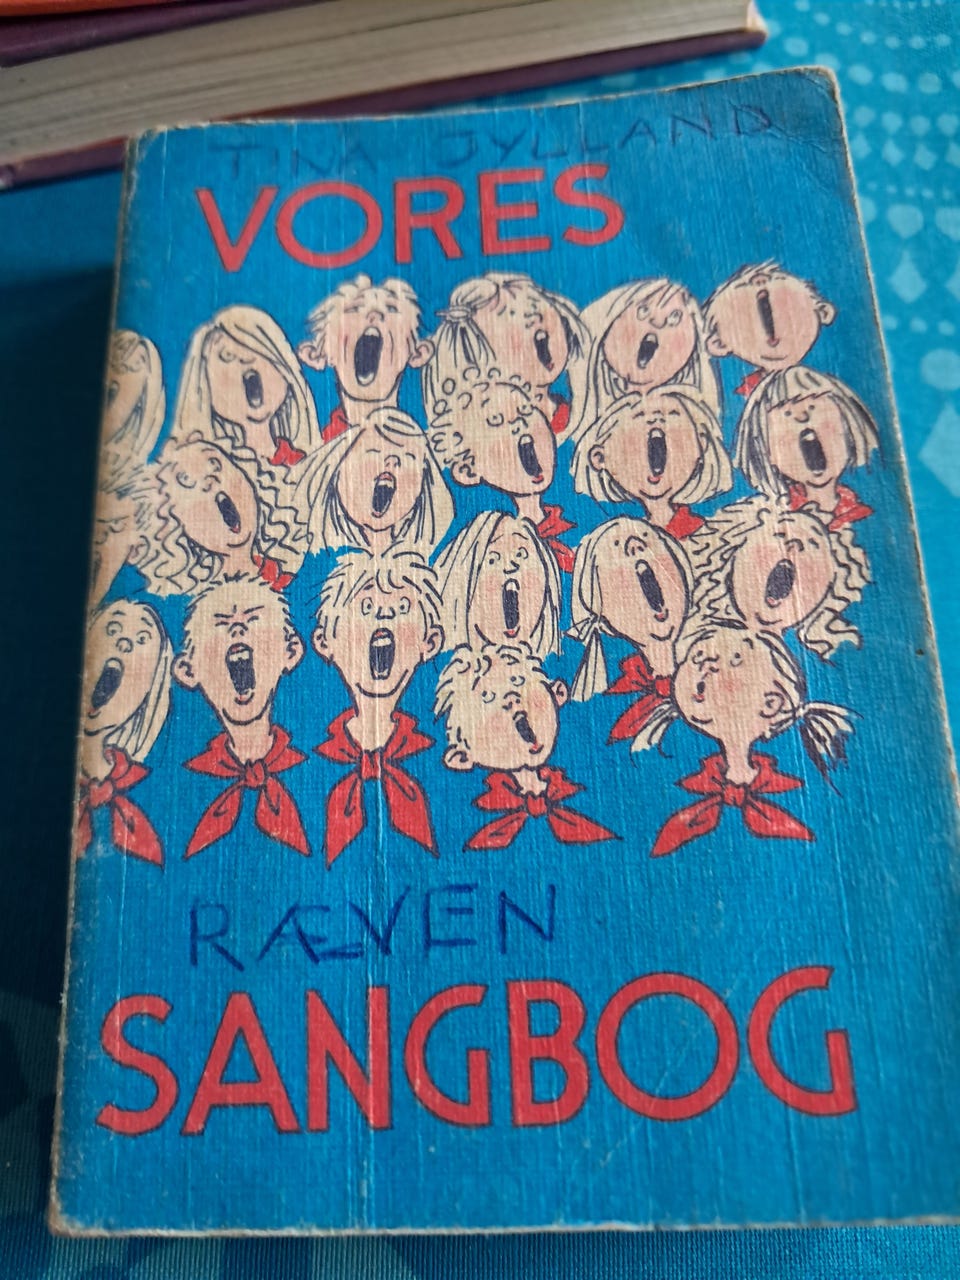 TINA JYLLAND
VORES
RÆVEN
SANGBOG